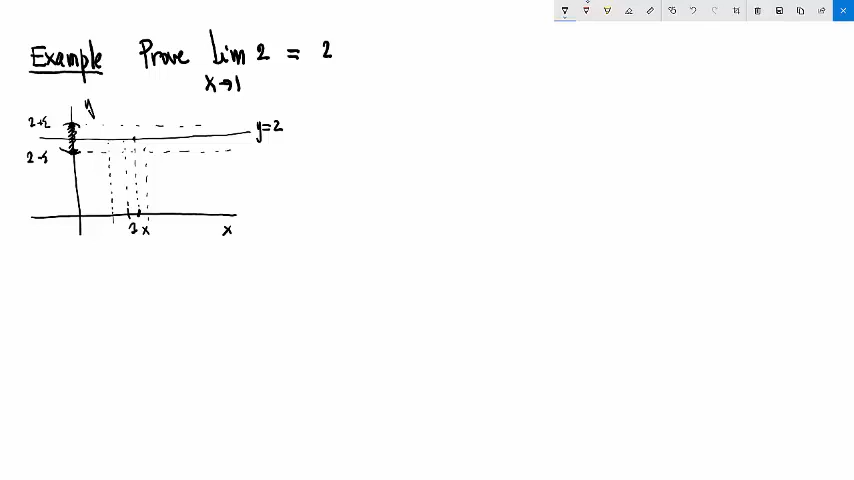 Example Prove lim 2 = 2
x→1
y
2+ε
y=2
2-ε
1 x x